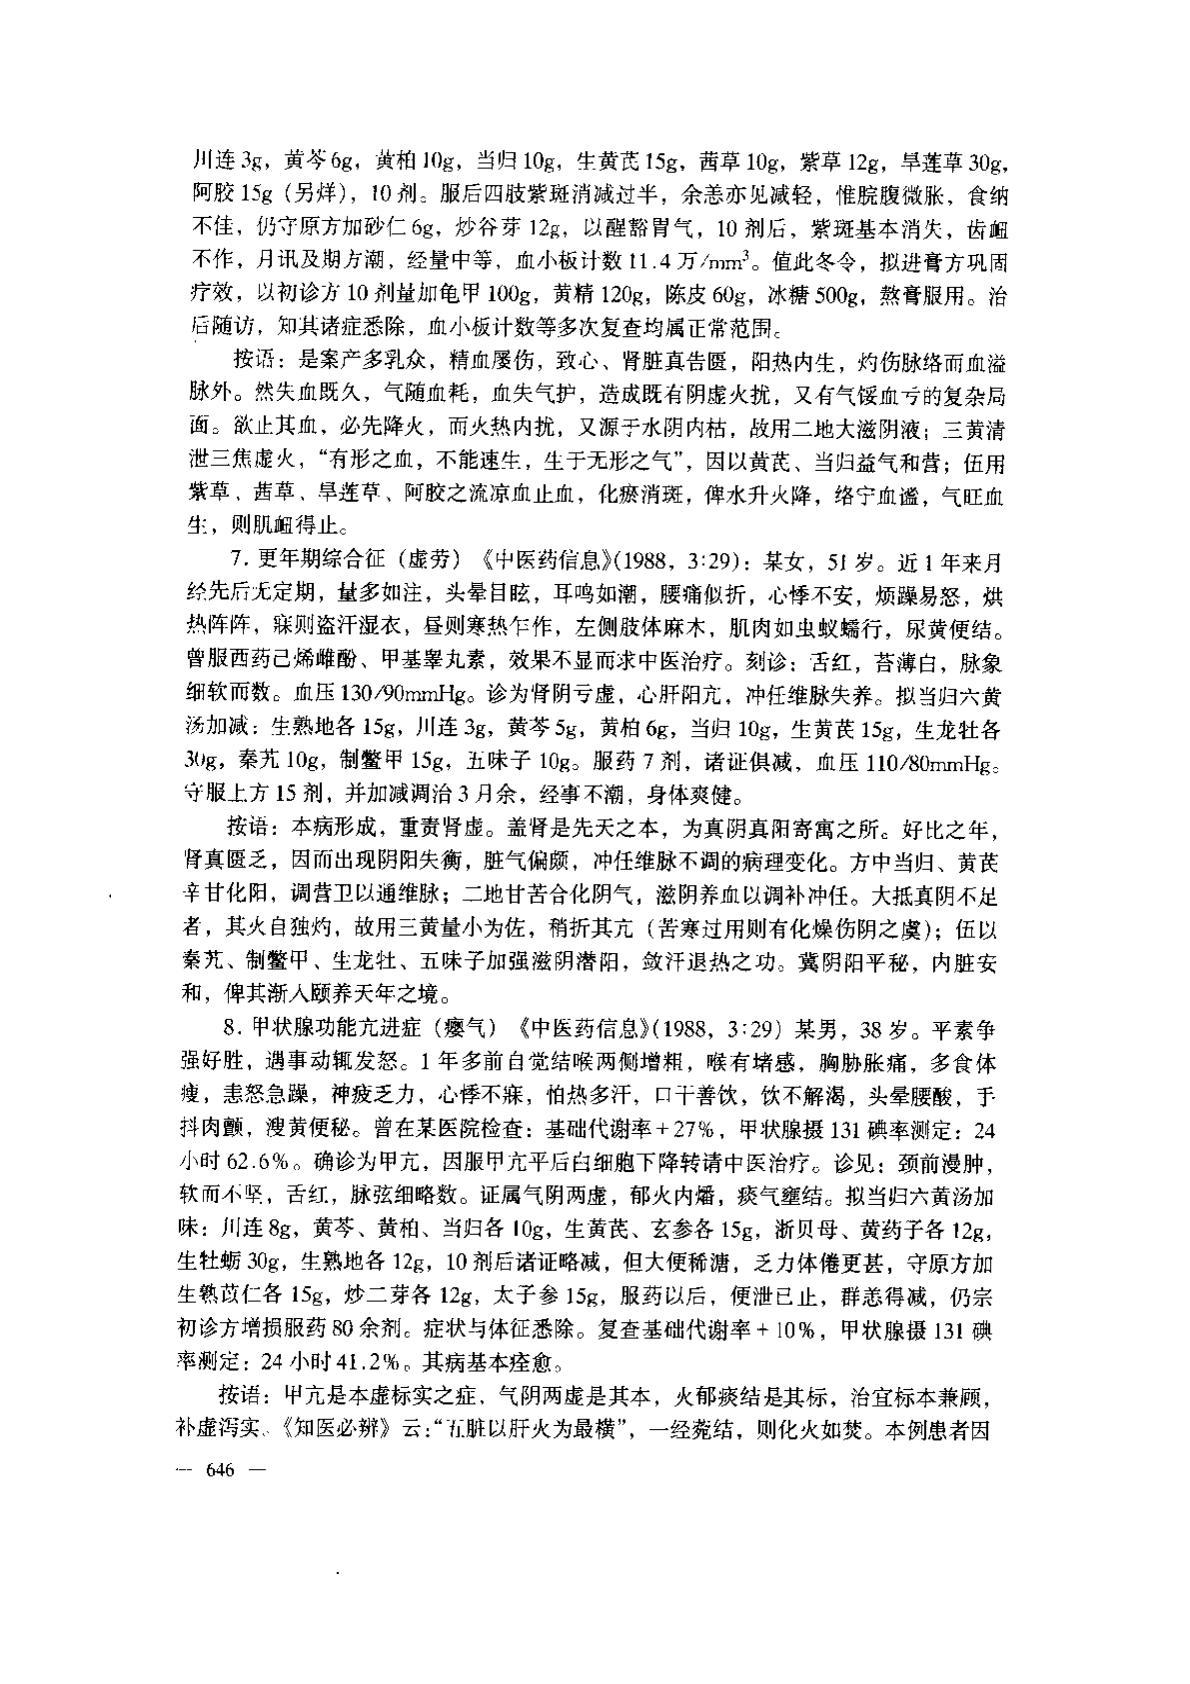 川连 3g，黄芩 6g，黄柏 10g，当归 10g，生黄芪 15g，茜草 10g，紫草 12g，旱莲草 30g，
阿胶 15g（另烊），10 剂。服后四肢紫斑消减过半，余恙亦见减轻，惟脘腹微胀，食纳
不佳，仍守原方加砂仁 6g，炒谷芽 12g，以醒豁胃气，10 剂后，紫斑基本消失，齿衄
不作，月讯及期方潮，经量中等，血小板计数 11.4 万/mm³。值此冬令，拟进膏方巩固
疗效，以初诊方 10 剂量加龟甲 100g，黄精 120g，陈皮 60g，冰糖 500g，熬膏服用。治
后随访，知其诸症悉除，血小板计数等多次复查均属正常范围。
按语：是案产多乳众，精血屡伤，致心、肾脏真告匮，阳热内生，灼伤脉络而血溢
脉外。然失血既久，气随血耗，血失气护，造成既有阴虚火扰，又有气馁血亏的复杂局
面。欲止其血，必先降火，而火热内扰，又源于水阴内枯，故用二地大滋阴液；三黄清
泄三焦虚火，“有形之血，不能速生，生于无形之气”，因以黄芪、当归益气和营；伍用
紫草、茜草、旱莲草、阿胶之流凉血止血，化瘀消斑，俾水升火降，络宁血谧，气旺血
生，则肌衄得止。
7. 更年期综合征（虚劳）《中医药信息》(1988，3:29)：某女，51 岁。近 1 年来月
经先后无定期，量多如注，头晕目眩，耳鸣如潮，腰痛似折，心悸不安，烦躁易怒，烘
热阵阵，寐则盗汗湿衣，昼则寒热乍作，左侧肢体麻木，肌肉如虫蚁蠕行，尿黄便结。
曾服西药己烯雌酚、甲基睾丸素，效果不显而求中医治疗。刻诊：舌红，苔薄白，脉象
细软而数。血压 130/90mmHg。诊为肾阴亏虚，心肝阳亢，冲任维脉失养。拟当归六黄
汤加减：生熟地各 15g，川连 3g，黄芩 5g，黄柏 6g，当归 10g，生黄芪 15g，生龙牡各
30g，秦艽 10g，制鳖甲 15g，五味子 10g。服药 7 剂，诸证俱减，血压 110/80mmHg。
守服上方 15 剂，并加减调治 3 月余，经事不潮，身体爽健。
按语：本病形成，重责肾虚。盖肾是先天之本，为真阴真阳寄寓之所。好比之年，
肾真匮乏，因而出现阴阳失衡，脏气偏颇，冲任维脉不调的病理变化。方中当归、黄芪
辛甘化阳，调营卫以通维脉；二地甘苦合化阴气，滋阴养血以调补冲任。大抵真阴不足
者，其火自独灼，故用三黄量小为佐，稍折其亢（苦寒过用则有化燥伤阴之虞）；伍以
秦艽、制鳖甲、生龙牡、五味子加强滋阴潜阳，敛汗退热之功。冀阴阳平秘，内脏安
和，俾其渐人颐养天年之境。
8. 甲状腺功能亢进症（瘿气）《中医药信息》(1988，3:29) 某男，38 岁。平素争
强好胜，遇事动辄发怒。1 年多前自觉结喉两侧增粗，喉有堵感，胸胁胀痛，多食体
瘦，恚怒急躁，神疲乏力，心悸不寐，怕热多汗，口干善饮，饮不解渴，头晕腰酸，手
抖肉颤，溲黄便秘。曾在某医院检查：基础代谢率＋27%，甲状腺摄 131 碘率测定：24
小时 62.6%。确诊为甲亢，因服甲亢平后白细胞下降转请中医治疗。诊见：颈前漫肿，
软而不坚，舌红，脉弦细略数。证属气阴两虚，郁火内燔，痰气壅结。拟当归六黄汤加
味：川连 8g，黄芩、黄柏、当归各 10g，生黄芪、玄参各 15g，浙贝母、黄药子各 12g，
生牡蛎 30g，生熟地各 12g，10 剂后诸证略减，但大便稀溏，乏力体倦更甚，守原方加
生熟苡仁各 15g，炒二芽各 12g，太子参 15g，服药以后，便泄已止，群恙得减，仍宗
初诊方增损服药 80 余剂。症状与体征悉除。复查基础代谢率＋10%，甲状腺摄 131 碘
率测定：24 小时 41.2%。其病基本痊愈。
按语：甲亢是本虚标实之症，气阴两虚是其本，火郁痰结是其标，治宜标本兼顾，
补虚泻实。《知医必辨》云：“五脏以肝火为最横”，一经菀结，则化火如焚。本例患者因
— 646 —